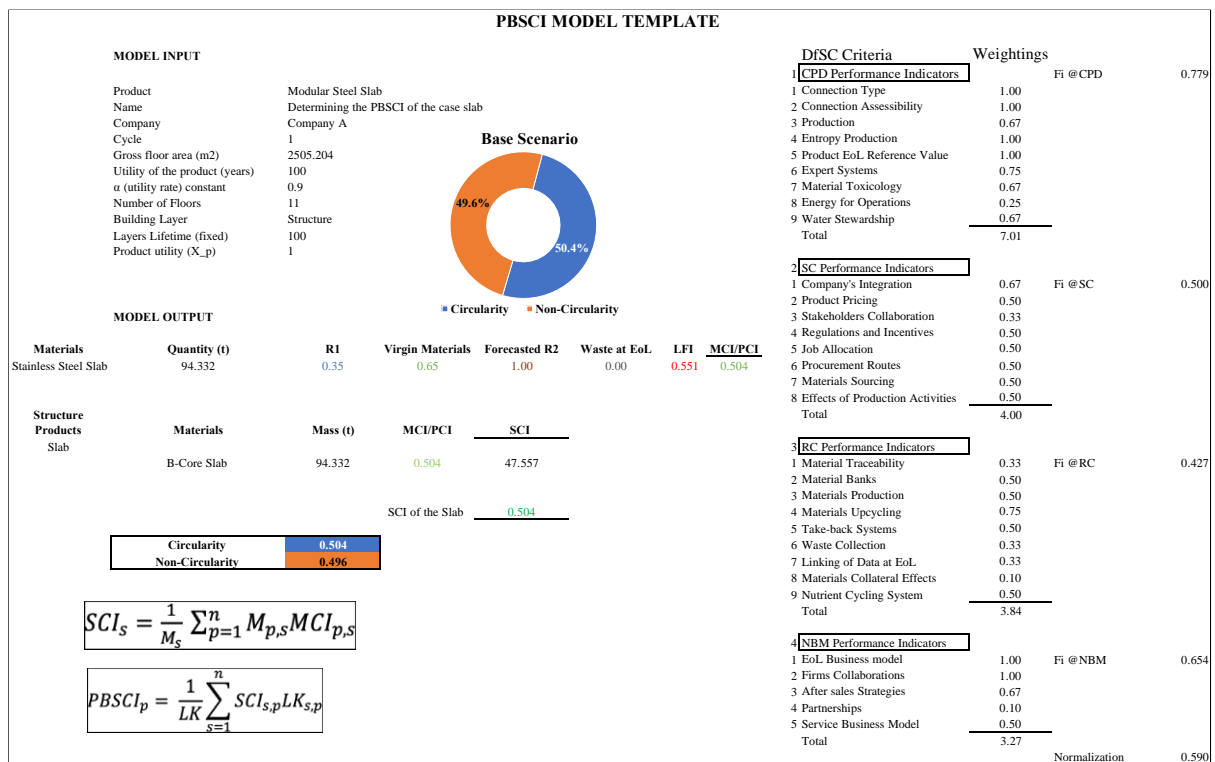 PBSCI MODEL TEMPLATE
MODEL INPUT
Product Modular Steel Slab
Name Determining the PBSCI of the case slab
Company Company A
Cycle 1
Gross floor area (m2) 2505.204
Utility of the product (years) 100
α (utility rate) constant 0.9
Number of Floors 11
Building Layer Structure
Layers Lifetime (fixed) 100
Product utility (X_p) 1
Base Scenario
49.6%
50.4%
Circularity Non-Circularity
MODEL OUTPUT
Materials Quantity (t) R1 Virgin Materials Forecasted R2 Waste at EoL LFI MCI/PCI
Stainless Steel Slab 94.332 0.35 0.65 1.00 0.00 0.551 0.504
Structure
Products Materials Mass (t) MCI/PCI SCI
Slab
B-Core Slab 94.332 0.504 47.557
SCI of the Slab 0.504
Circularity 0.504
Non-Circularity 0.496
SCI_s = 1/M_s ∑_{p=1}^{n} M_{p,s}MCI_{p,s}
PBSCI_p = 1/LK ∑_{s=1}^{n} SCI_{s,p}LK_{s,p}
DfSC Criteria Weightings
1 CPD Performance Indicators Fi @CPD 0.779
1 Connection Type 1.00
2 Connection Assessibility 1.00
3 Production 0.67
4 Entropy Production 1.00
5 Product EoL Reference Value 1.00
6 Expert Systems 0.75
7 Material Toxicology 0.67
8 Energy for Operations 0.25
9 Water Stewardship 0.67
Total 7.01
2 SC Performance Indicators
1 Company's Integration 0.67 Fi @SC 0.500
2 Product Pricing 0.50
3 Stakeholders Collaboration 0.33
4 Regulations and Incentives 0.50
5 Job Allocation 0.50
6 Procurement Routes 0.50
7 Materials Sourcing 0.50
8 Effects of Production Activities 0.50
Total 4.00
3 RC Performance Indicators
1 Material Traceability 0.33 Fi @RC 0.427
2 Material Banks 0.50
3 Materials Production 0.50
4 Materials Upcycling 0.75
5 Take-back Systems 0.50
6 Waste Collection 0.33
7 Linking of Data at EoL 0.33
8 Materials Collateral Effects 0.10
9 Nutrient Cycling System 0.50
Total 3.84
4 NBM Performance Indicators
1 EoL Business model 1.00 Fi @NBM 0.654
2 Firms Collaborations 1.00
3 After sales Strategies 0.67
4 Partnerships 0.10
5 Service Business Model 0.50
Total 3.27
Normalization 0.590